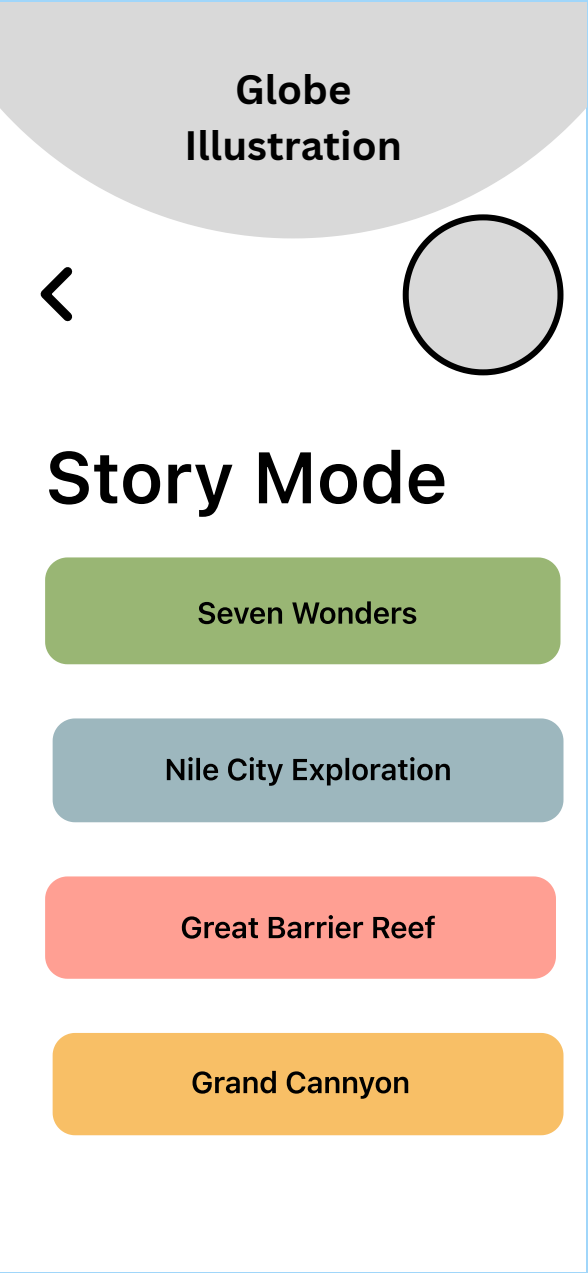 Globe
Illustration
Story Mode
Seven Wonders
Nile City Exploration
Great Barrier Reef
Grand Cannyon